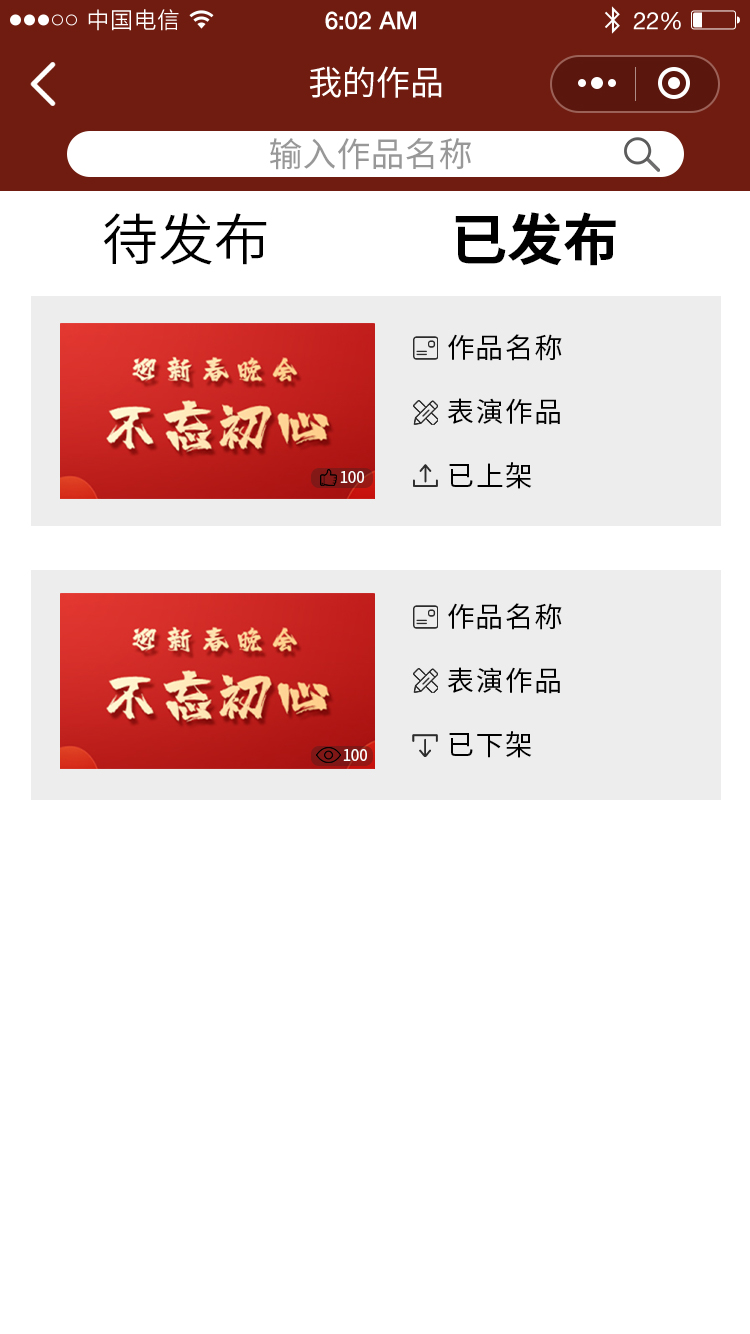 中国电信 6:02 AM 22%
我的作品
输入作品名称
待发布 已发布
迎新春晚会
不忘初心
100
作品名称
表演作品
已上架
迎新春晚会
不忘初心
100
作品名称
表演作品
已下架